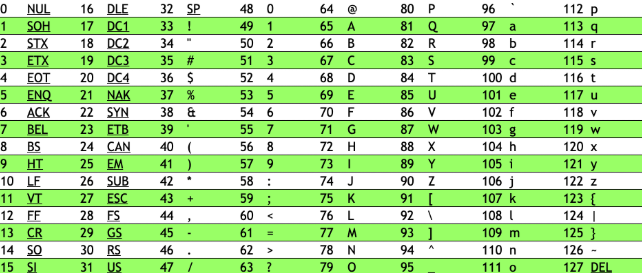 0 NUL 16 DLE 32 SP 48 0 64 @ 80 P 96 ` 112 p
1 SOH 17 DC1 33 ! 49 1 65 A 81 Q 97 a 113 q
2 STX 18 DC2 34 " 50 2 66 B 82 R 98 b 114 r
3 ETX 19 DC3 35 # 51 3 67 C 83 S 99 c 115 s
4 EOT 20 DC4 36 $ 52 4 68 D 84 T 100 d 116 t
5 ENQ 21 NAK 37 % 53 5 69 E 85 U 101 e 117 u
6 ACK 22 SYN 38 & 54 6 70 F 86 V 102 f 118 v
7 BEL 23 ETB 39 ' 55 7 71 G 87 W 103 g 119 w
8 BS 24 CAN 40 ( 56 8 72 H 88 X 104 h 120 x
9 HT 25 EM 41 ) 57 9 73 I 89 Y 105 i 121 y
10 LF 26 SUB 42 * 58 : 74 J 90 Z 106 j 122 z
11 VT 27 ESC 43 + 59 ; 75 K 91 [ 107 k 123 {
12 FF 28 FS 44 , 60 < 76 L 92 \ 108 l 124 |
13 CR 29 GS 45 - 61 = 77 M 93 ] 109 m 125 }
14 SO 30 RS 46 . 62 > 78 N 94 ^ 110 n 126 ~
15 SI 31 US 47 / 63 ? 79 O 95 _ 111 o 127 DEL